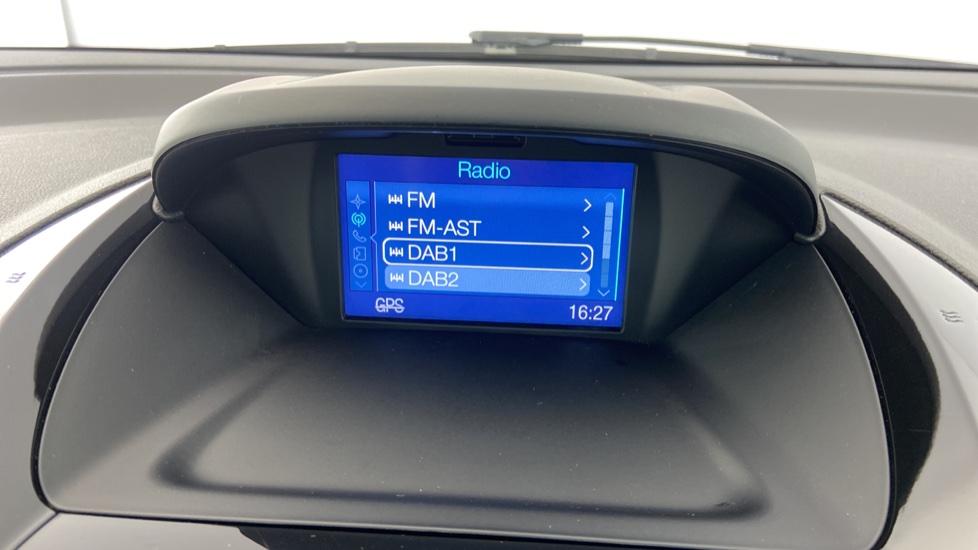 Radio
FM
FM-AST
DAB1
DAB2
GPS
16:27